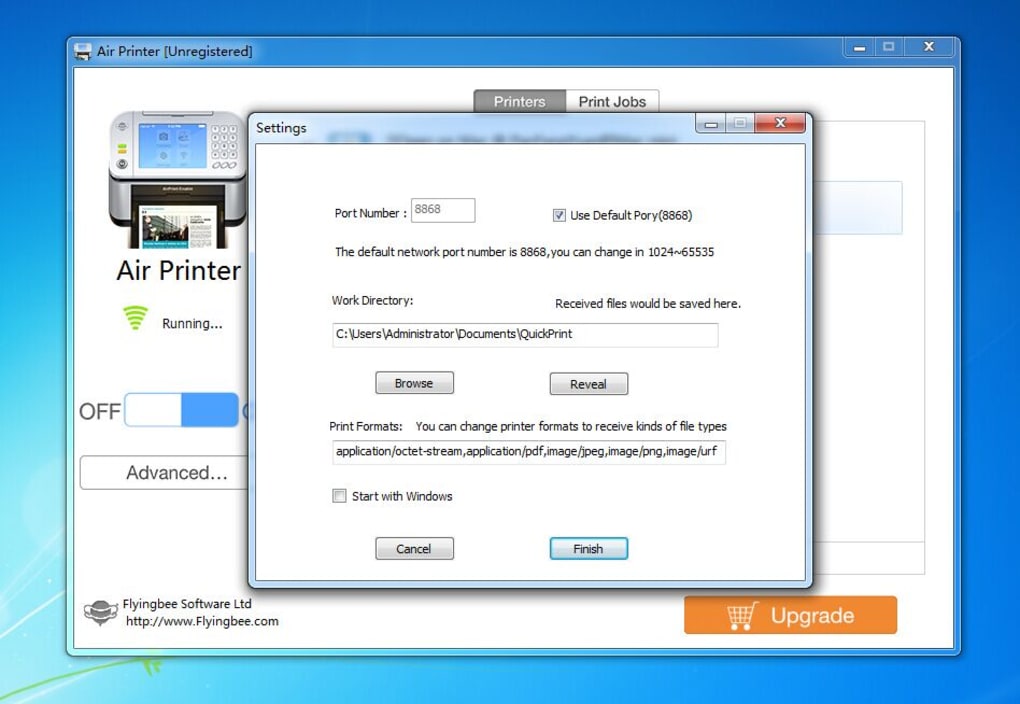 Air Printer [Unregistered]
Printers
Print Jobs
Settings
Port Number :
8868
Use Default Pory(8868)
The default network port number is 8868,you can change in 1024~65535
Air Printer
Work Directory:
Received files would be saved here.
Running...
C:\Users\Administrator\Documents\QuickPrint
Browse
Reveal
OFF
Print Formats: You can change printer formats to receive kinds of file types
application/octet-stream,application/pdf,image/jpeg,image/png,image/urf
Advanced...
Start with Windows
Cancel
Finish
Flyingbee Software Ltd
http://www.Flyingbee.com
Upgrade